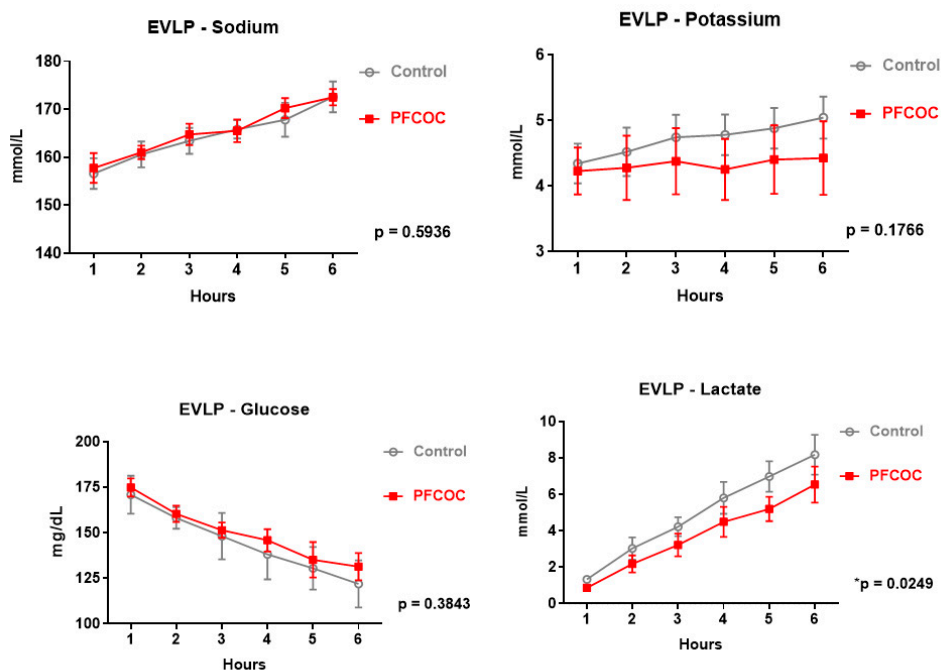 EVLP - Sodium
180
170
160
150
140
mmol/L
1 2 3 4 5 6
Hours
Control
PFCOC
p = 0.5936
EVLP - Potassium
6
5
4
3
mmol/L
1 2 3 4 5 6
Hours
Control
PFCOC
p = 0.1766
EVLP - Glucose
200
175
150
125
100
mg/dL
1 2 3 4 5 6
Hours
Control
PFCOC
p = 0.3843
EVLP - Lactate
10
8
6
4
2
0
mmol/L
1 2 3 4 5 6
Hours
Control
PFCOC
*p = 0.0249